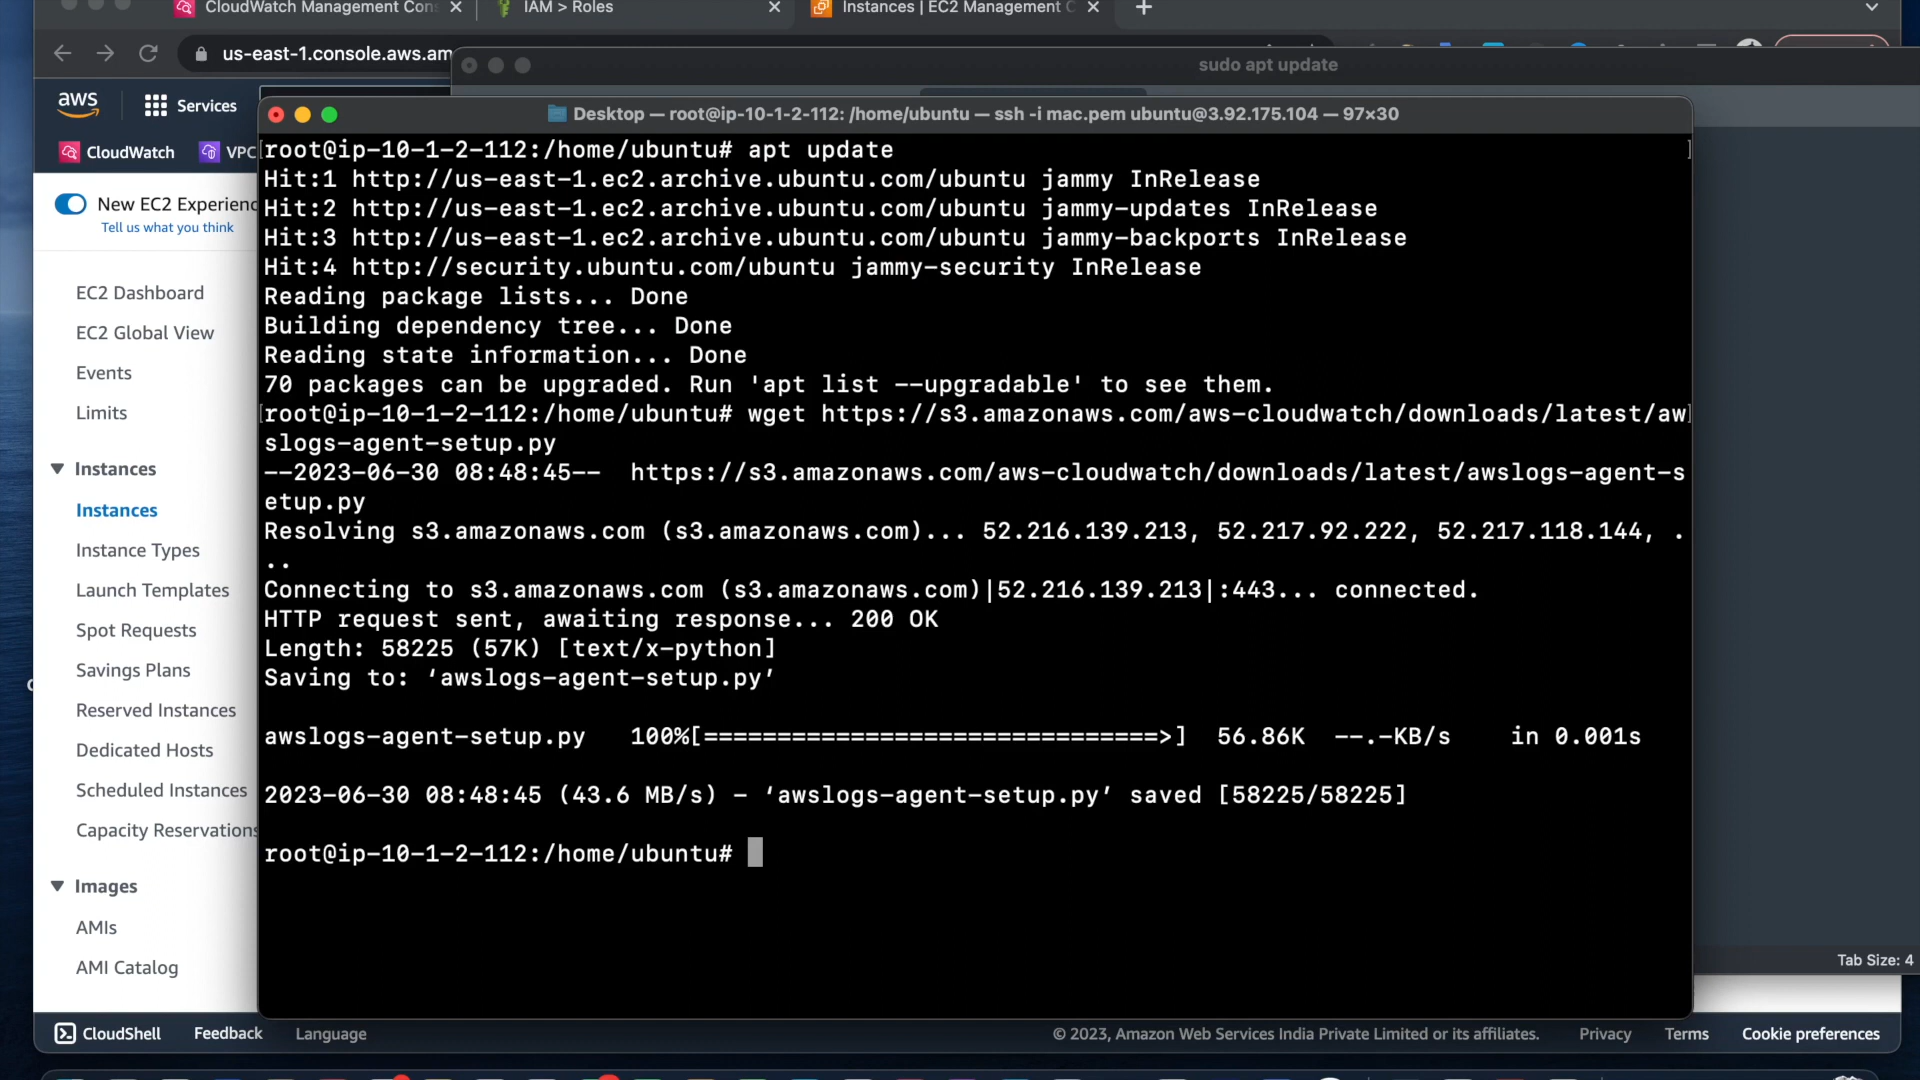 CloudWatch Management Con
IAM > Roles
Instances | EC2 Management C
us-east-1.console.aws.am
sudo apt update
aws
Services
Desktop — root@ip-10-1-2-112: /home/ubuntu — ssh -i mac.pem ubuntu@3.92.175.104 — 97×30
CloudWatch
VPC
New EC2 Experienc
Tell us what you think
EC2 Dashboard
EC2 Global View
Events
Limits
Instances
Instances
Instance Types
Launch Templates
Spot Requests
Savings Plans
Reserved Instances
Dedicated Hosts
Scheduled Instances
Capacity Reservations
Images
AMIs
AMI Catalog
root@ip-10-1-2-112:/home/ubuntu# apt update
Hit:1 http://us-east-1.ec2.archive.ubuntu.com/ubuntu jammy InRelease
Hit:2 http://us-east-1.ec2.archive.ubuntu.com/ubuntu jammy-updates InRelease
Hit:3 http://us-east-1.ec2.archive.ubuntu.com/ubuntu jammy-backports InRelease
Hit:4 http://security.ubuntu.com/ubuntu jammy-security InRelease
Reading package lists... Done
Building dependency tree... Done
Reading state information... Done
70 packages can be upgraded. Run 'apt list --upgradable' to see them.
root@ip-10-1-2-112:/home/ubuntu# wget https://s3.amazonaws.com/aws-cloudwatch/downloads/latest/aw
slogs-agent-setup.py
--2023-06-30 08:48:45--  https://s3.amazonaws.com/aws-cloudwatch/downloads/latest/awslogs-agent-s
etup.py
Resolving s3.amazonaws.com (s3.amazonaws.com)... 52.216.139.213, 52.217.92.222, 52.217.118.144, .
..
Connecting to s3.amazonaws.com (s3.amazonaws.com)|52.216.139.213|:443... connected.
HTTP request sent, awaiting response... 200 OK
Length: 58225 (57K) [text/x-python]
Saving to: ‘awslogs-agent-setup.py’
awslogs-agent-setup.py   100%[===============================>]  56.86K  --.-KB/s    in 0.001s
2023-06-30 08:48:45 (43.6 MB/s) - ‘awslogs-agent-setup.py’ saved [58225/58225]
root@ip-10-1-2-112:/home/ubuntu#
Tab Size: 4
CloudShell
Feedback
Language
© 2023, Amazon Web Services India Private Limited or its affiliates.
Privacy
Terms
Cookie preferences